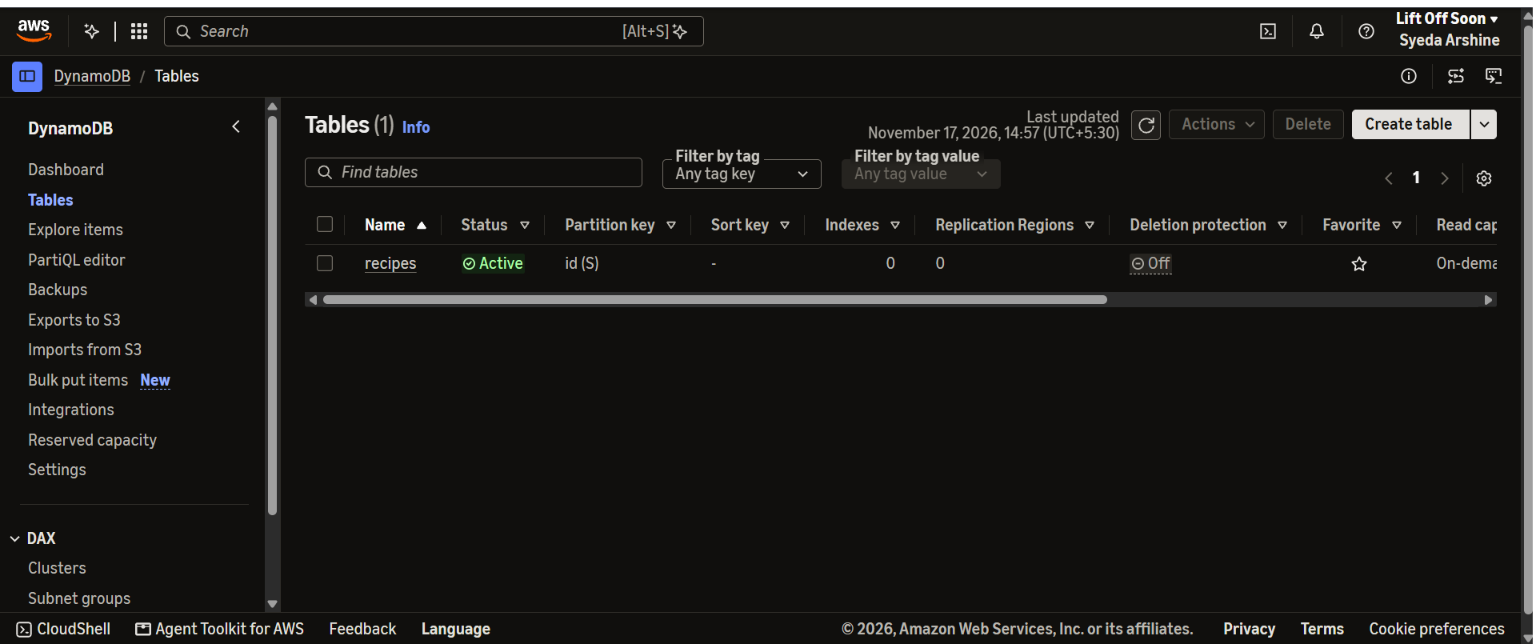 aws
Search [Alt+S]
Lift Off Soon
Syeda Arshine
DynamoDB / Tables
DynamoDB
Dashboard
Tables
Explore items
PartiQL editor
Backups
Exports to S3
Imports from S3
Bulk put items New
Integrations
Reserved capacity
Settings
DAX
Clusters
Subnet groups
Tables (1) Info
Last updated
November 17, 2026, 14:57 (UTC+5:30)
Actions
Delete
Create table
Find tables
Filter by tag
Any tag key
Filter by tag value
Any tag value
1
Name Status Partition key Sort key Indexes Replication Regions Deletion protection Favorite Read cap
recipes Active id (S) - 0 0 Off On-dema
CloudShell Agent Toolkit for AWS Feedback Language © 2026, Amazon Web Services, Inc. or its affiliates. Privacy Terms Cookie preferences